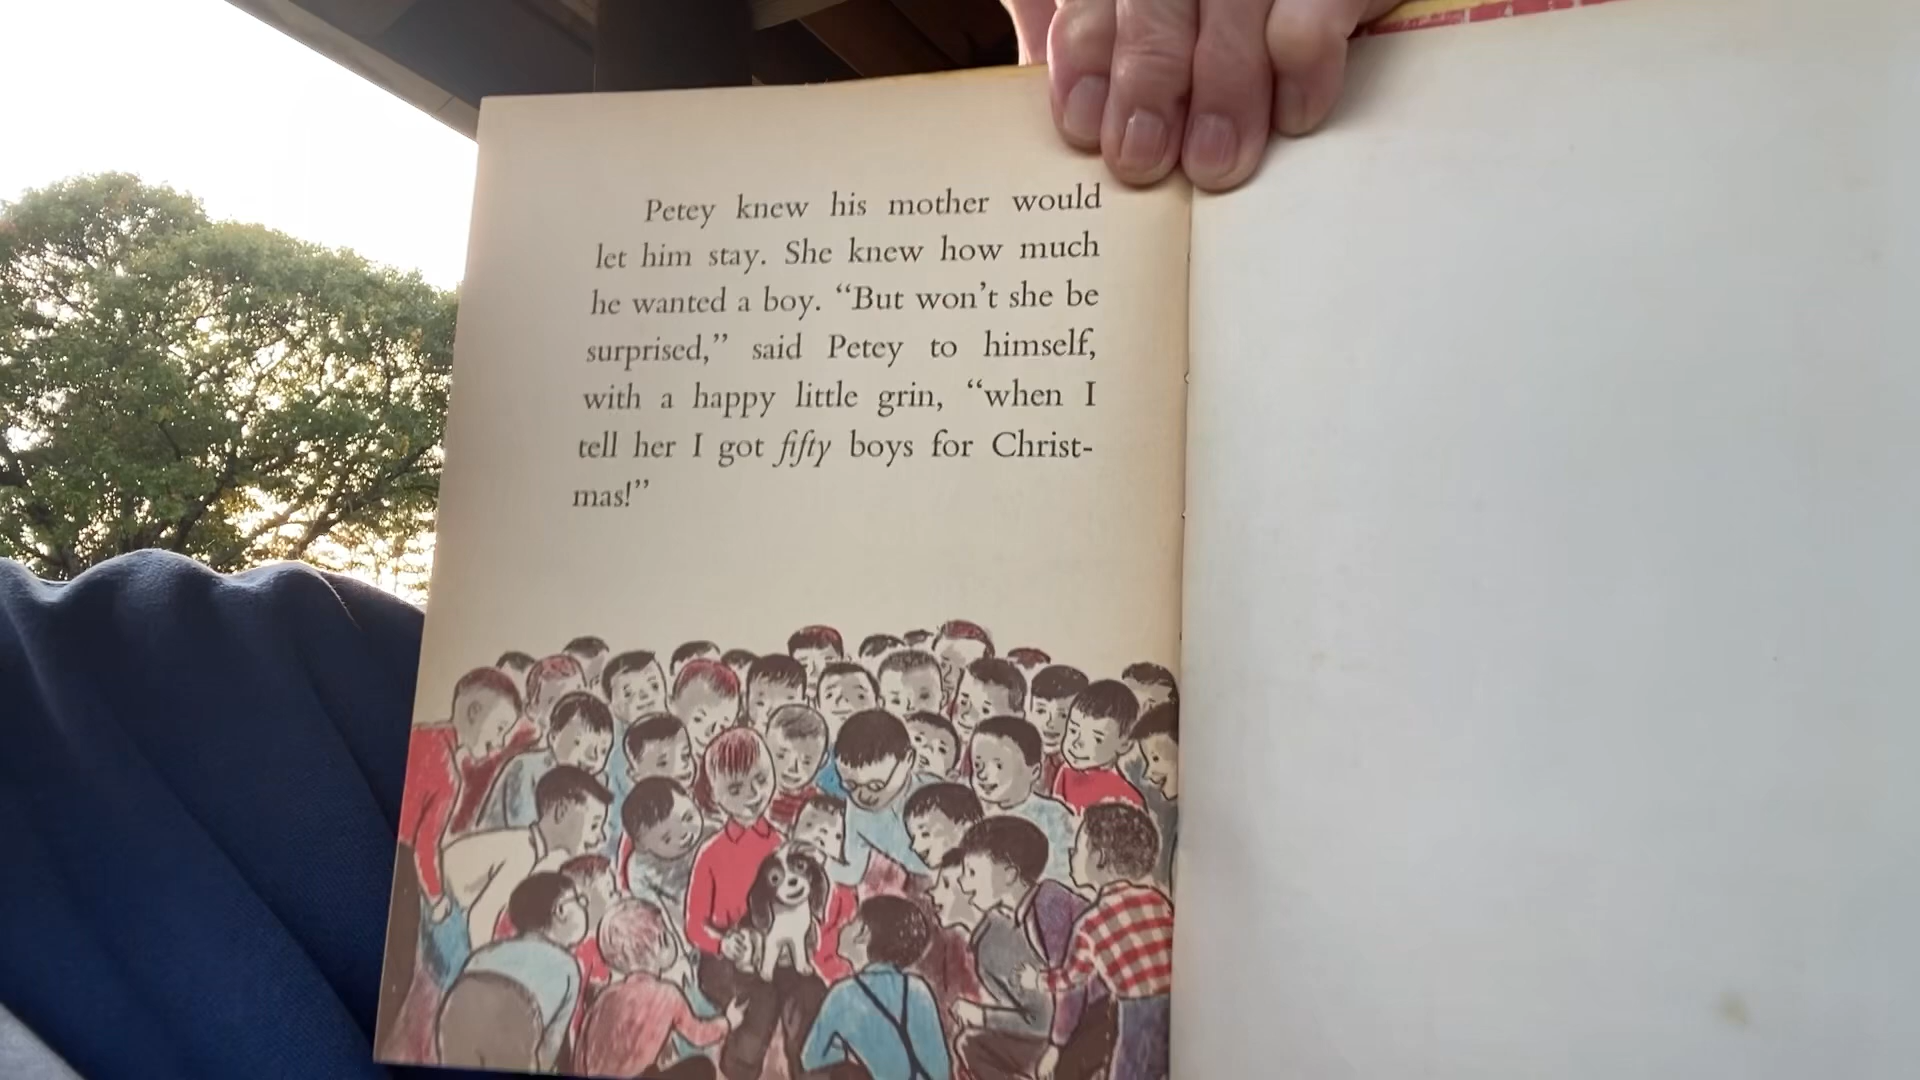 Petey knew his mother would
let him stay. She knew how much
he wanted a boy. “But won’t she be
surprised,” said Petey to himself,
with a happy little grin, “when I
tell her I got fifty boys for Christ-
mas!”